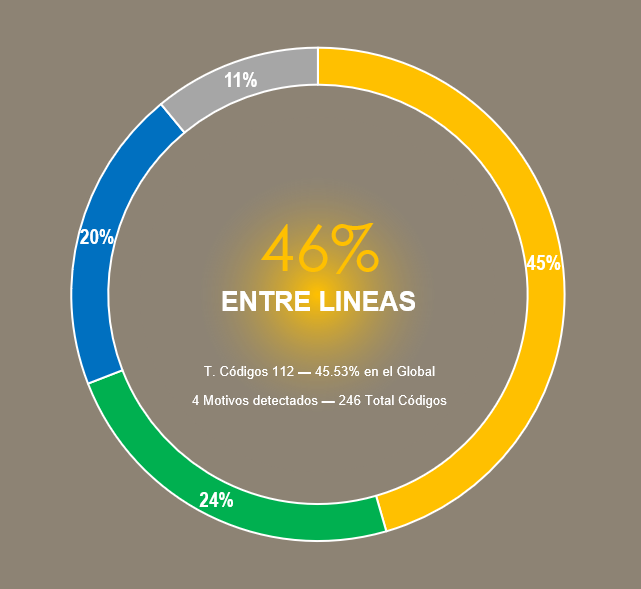 11%
20%
45%
46%
ENTRE LINEAS
T. Códigos 112 — 45.53% en el Global
4 Motivos detectados — 246 Total Códigos
24%